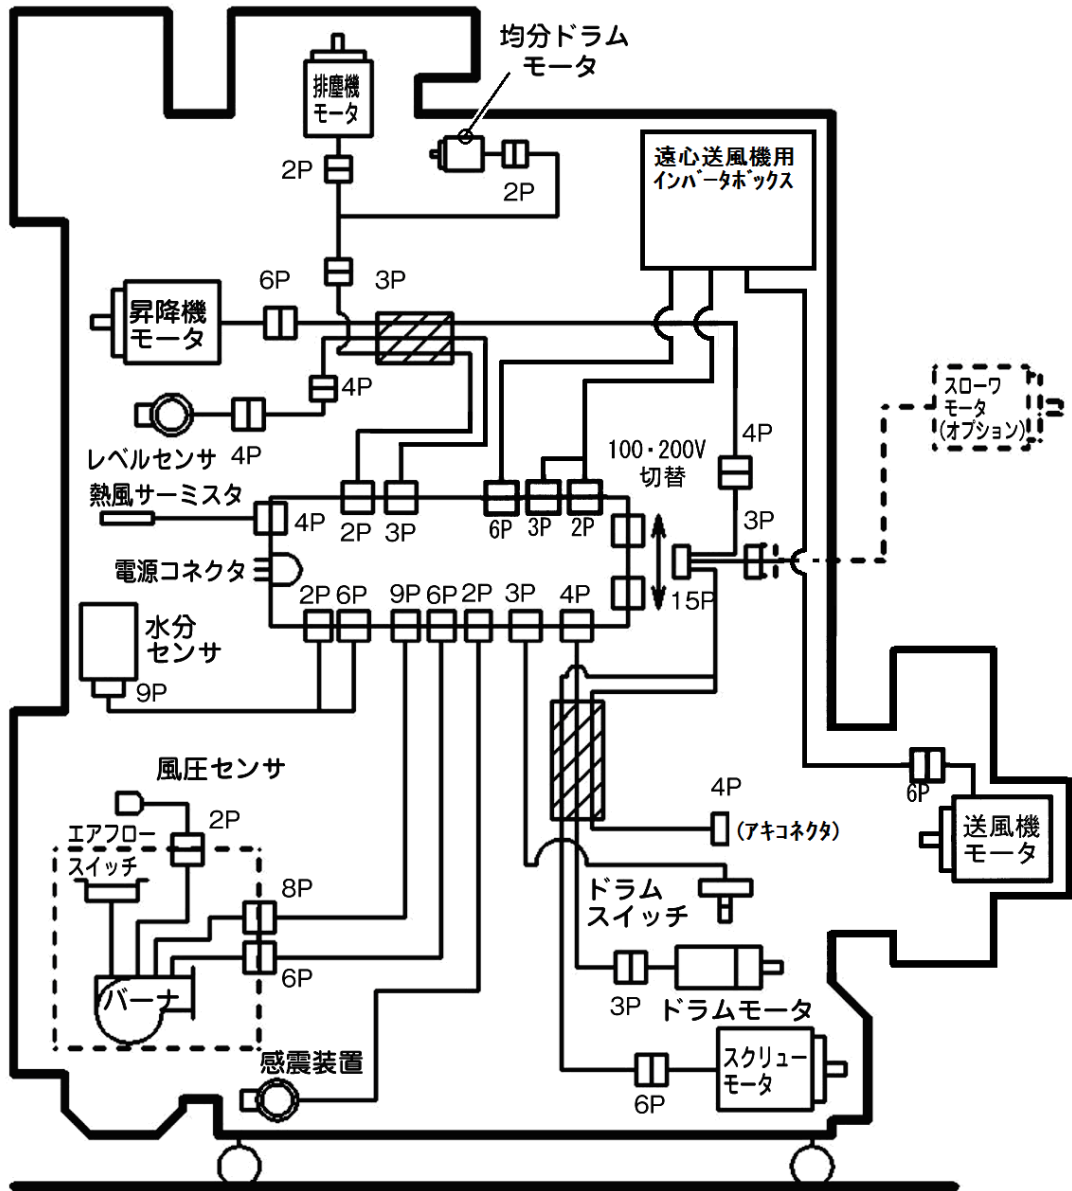 均分ドラム
モータ
排塵機
モータ
2P
2P
遠心送風機用
インバータボックス
6P
3P
昇降機
モータ
4P
スローワ
モータ
(オプション)
レベルセンサ
4P
100・200V
切替
4P
熱風サーミスタ
4P
2P
3P
6P
3P
2P
3P
電源コネクタ
2P
6P
9P
6P
2P
3P
4P
15P
水分
センサ
9P
風圧センサ
2P
エアフロー
スイッチ
4P
(アキコネクタ)
6P
送風機
モータ
8P
ドラム
スイッチ
6P
バーナ
3P
ドラムモータ
感震装置
スクリュー
モータ
6P